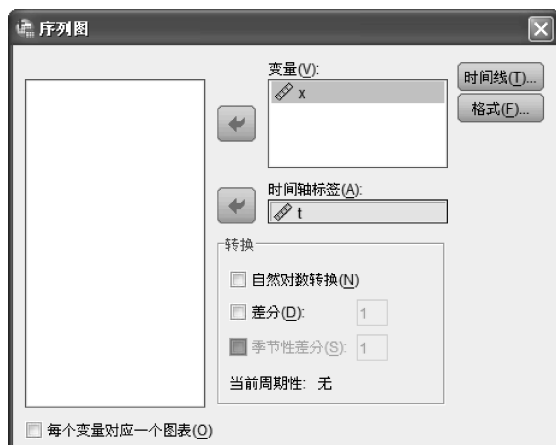 序列图
变量(V):
x
时间线(T)...
格式(F)...
时间轴标签(A):
t
转换
自然对数转换(N)
差分(D): 1
季节性差分(S): 1
当前周期性: 无
每个变量对应一个图表(O)